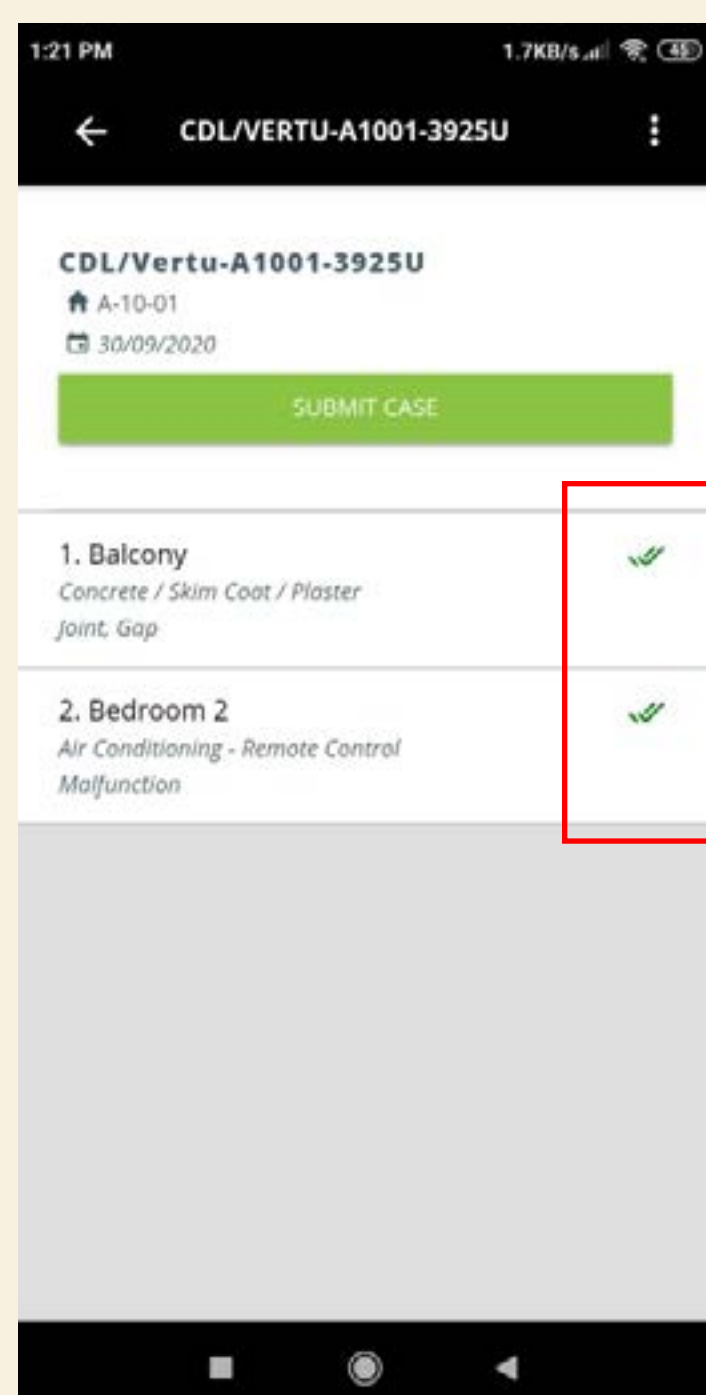 1:21 PM 1.7KB/s 45
CDL/VERTU-A1001-3925U
CDL/Vertu-A1001-3925U
A-10-01
30/09/2020
SUBMIT CASE
1. Balcony
Concrete / Skim Coat / Plaster
Joint, Gap
2. Bedroom 2
Air Conditioning - Remote Control
Malfunction